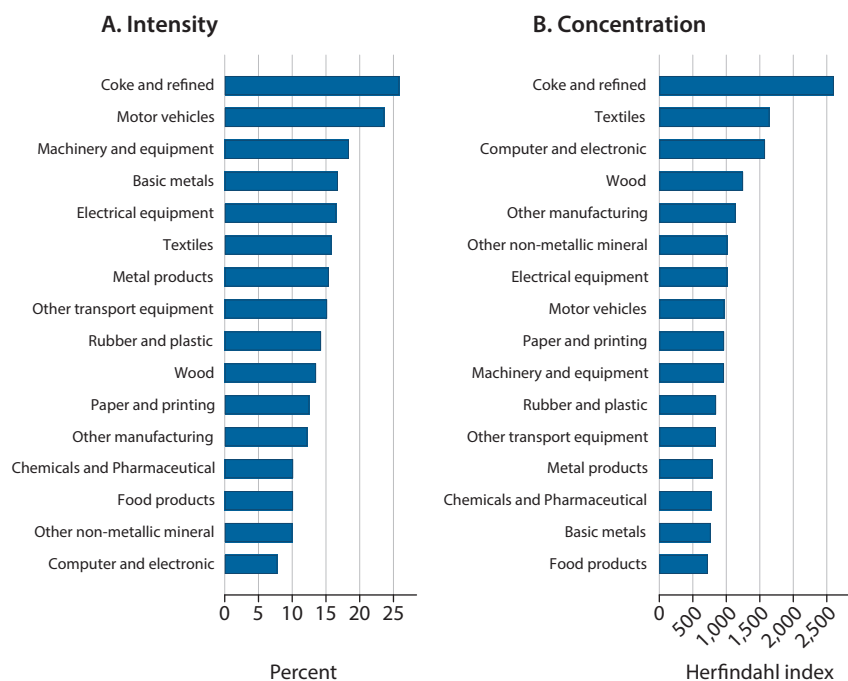 A. Intensity
Coke and refined
Motor vehicles
Machinery and equipment
Basic metals
Electrical equipment
Textiles
Metal products
Other transport equipment
Rubber and plastic
Wood
Paper and printing
Other manufacturing
Chemicals and Pharmaceutical
Food products
Other non-metallic mineral
Computer and electronic
0 5 10 15 20 25
Percent
B. Concentration
Coke and refined
Textiles
Computer and electronic
Wood
Other manufacturing
Other non-metallic mineral
Electrical equipment
Motor vehicles
Paper and printing
Machinery and equipment
Rubber and plastic
Other transport equipment
Metal products
Chemicals and Pharmaceutical
Basic metals
Food products
0 500 1,000 1,500 2,000 2,500
Herfindahl index